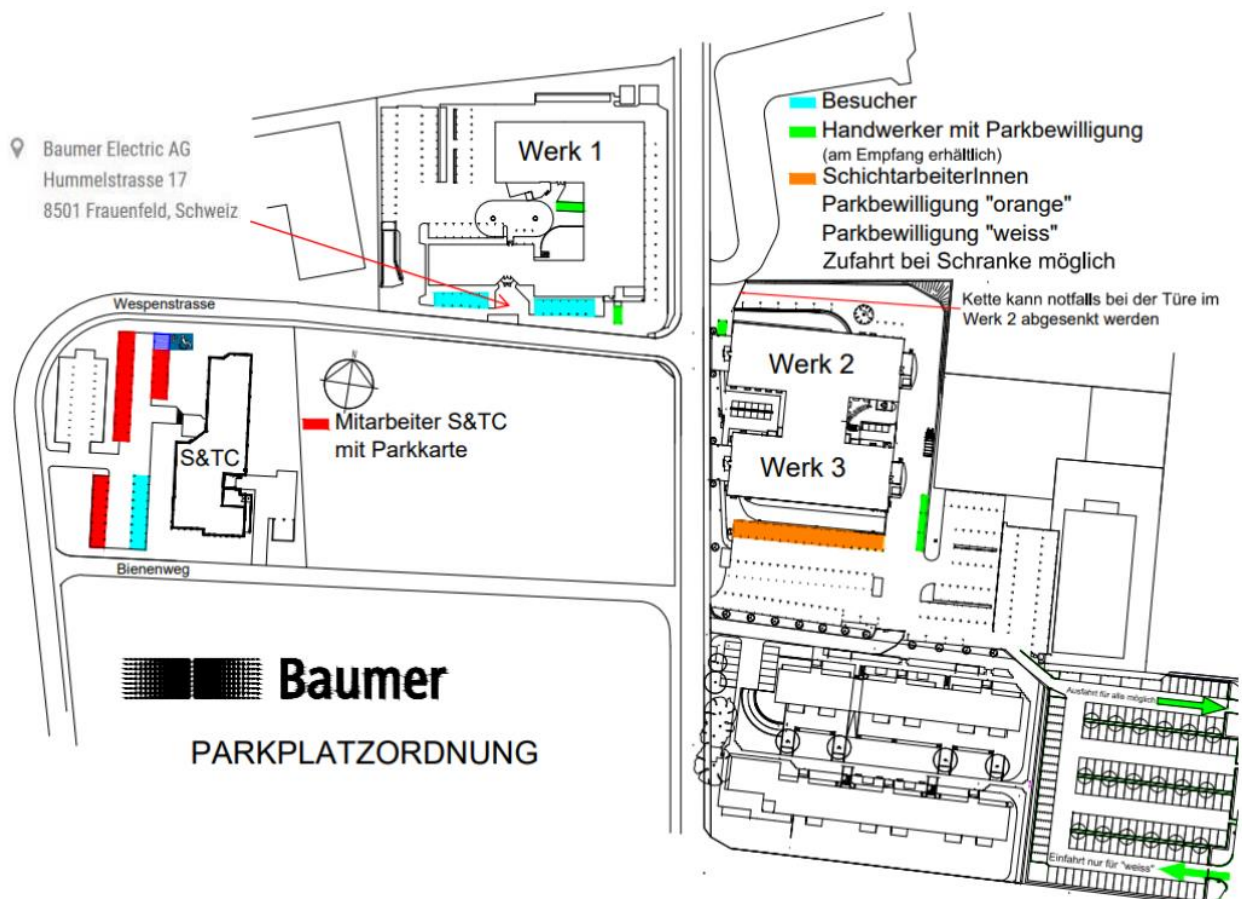 Besucher
Handwerker mit Parkbewilligung
(am Empfang erhältlich)
SchichtarbeiterInnen
Parkbewilligung "orange"
Parkbewilligung "weiss"
Zufahrt bei Schranke möglich
Werk 1
Baumer Electric AG
Hummelstrasse 17
8501 Frauenfeld, Schweiz
Kette kann notfalls bei der Türe im
Werk 2 abgesenkt werden
Wespenstrasse
N
Werk 2
Mitarbeiter S&TC
mit Parkkarte
S&TC
Werk 3
Bienenweg
Baumer
PARKPLATZORDNUNG
Ausfahrt für alle möglich
Einfahrt nur für "weiss"